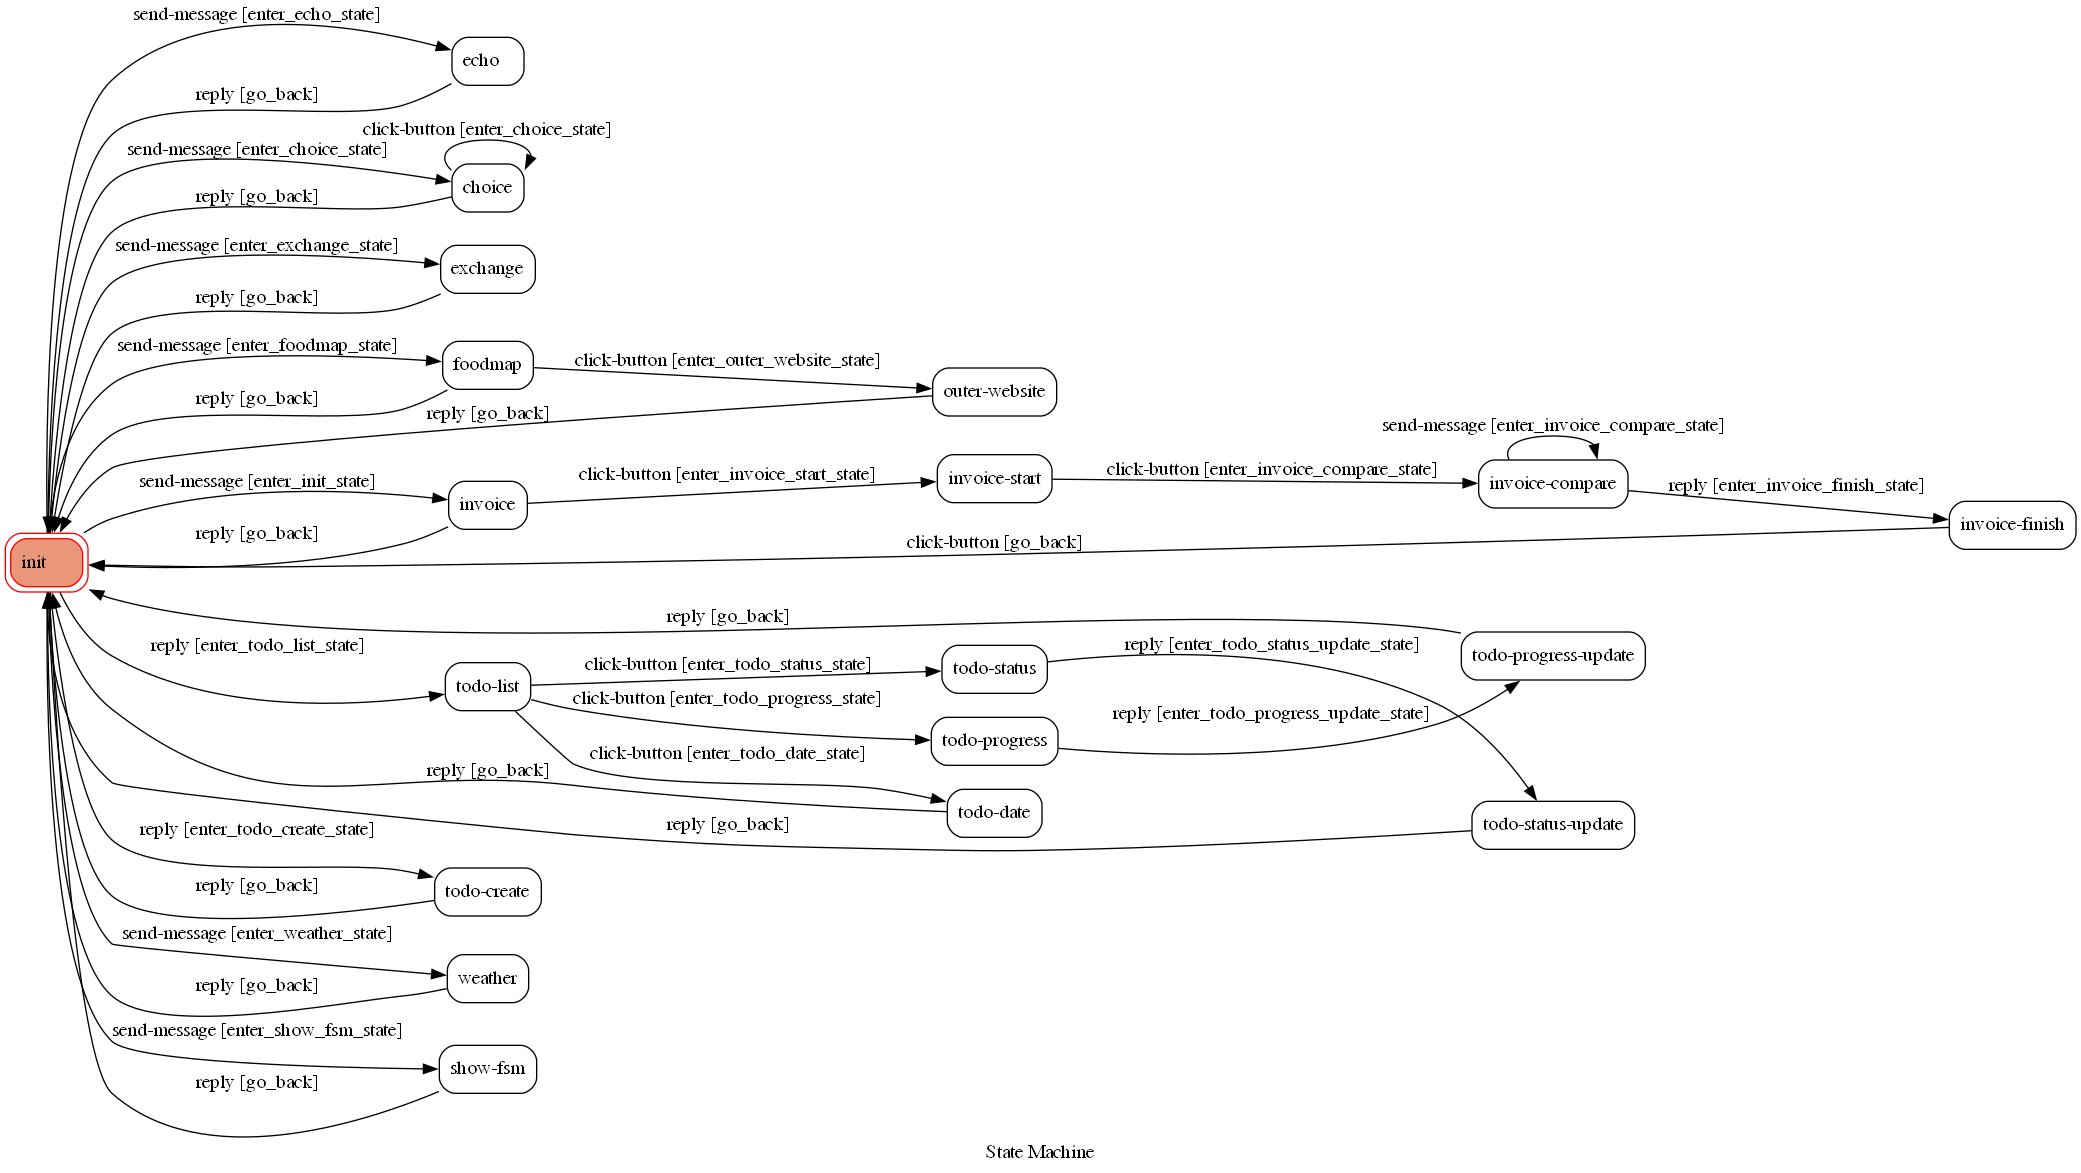 send-message [enter_echo_state]
echo
reply [go_back]
click-button [enter_choice_state]
send-message [enter_choice_state]
choice
reply [go_back]
send-message [enter_exchange_state]
exchange
reply [go_back]
send-message [enter_foodmap_state]
foodmap
click-button [enter_outer_website_state]
outer-website
reply [go_back]
reply [go_back]
send-message [enter_init_state]
invoice
click-button [enter_invoice_start_state]
invoice-start
click-button [enter_invoice_compare_state]
send-message [enter_invoice_compare_state]
invoice-compare
reply [enter_invoice_finish_state]
invoice-finish
reply [go_back]
click-button [go_back]
init
reply [go_back]
reply [enter_todo_list_state]
todo-list
click-button [enter_todo_status_state]
todo-status
reply [enter_todo_status_update_state]
todo-progress-update
click-button [enter_todo_progress_state]
todo-progress
reply [enter_todo_progress_update_state]
click-button [enter_todo_date_state]
reply [go_back]
todo-date
reply [go_back]
todo-status-update
reply [enter_todo_create_state]
todo-create
reply [go_back]
send-message [enter_weather_state]
weather
reply [go_back]
send-message [enter_show_fsm_state]
show-fsm
reply [go_back]
State Machine